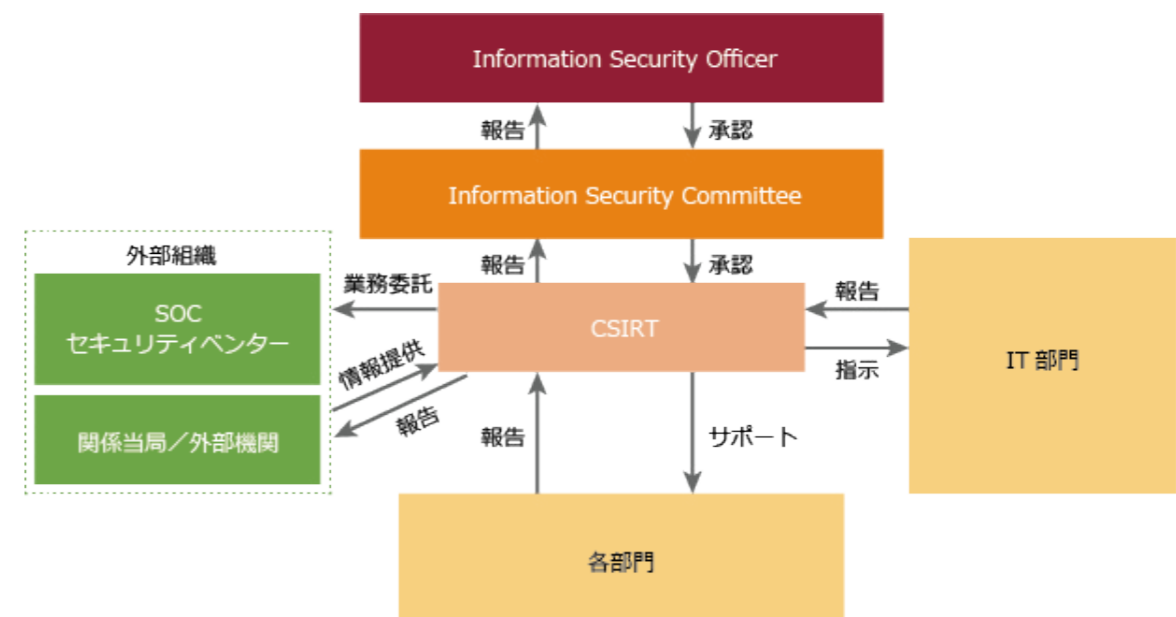 Information Security Officer
報告
承認
Information Security Committee
外部組織
報告
承認
業務委託
報告
SOC
セキュリティベンター
CSIRT
情報提供
指示
IT 部門
報告
関係当局／外部機関
報告
サポート
各部門